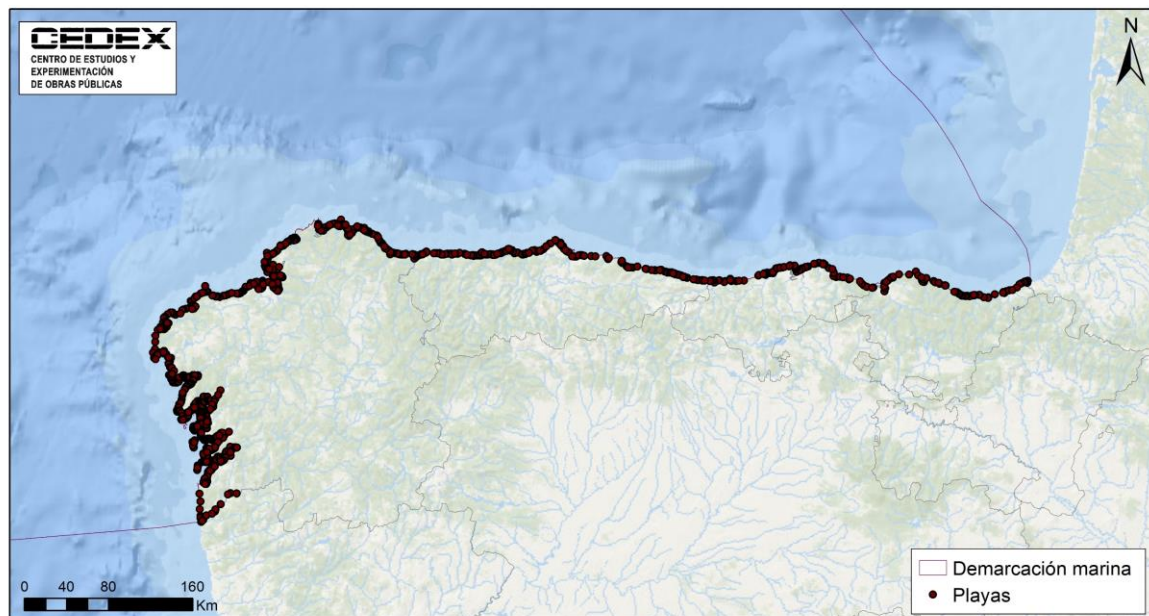 CEDEX
CENTRO DE ESTUDIOS Y
EXPERIMENTACIÓN
DE OBRAS PÚBLICAS
N
0 40 80 160
Km
Demarcación marina
Playas